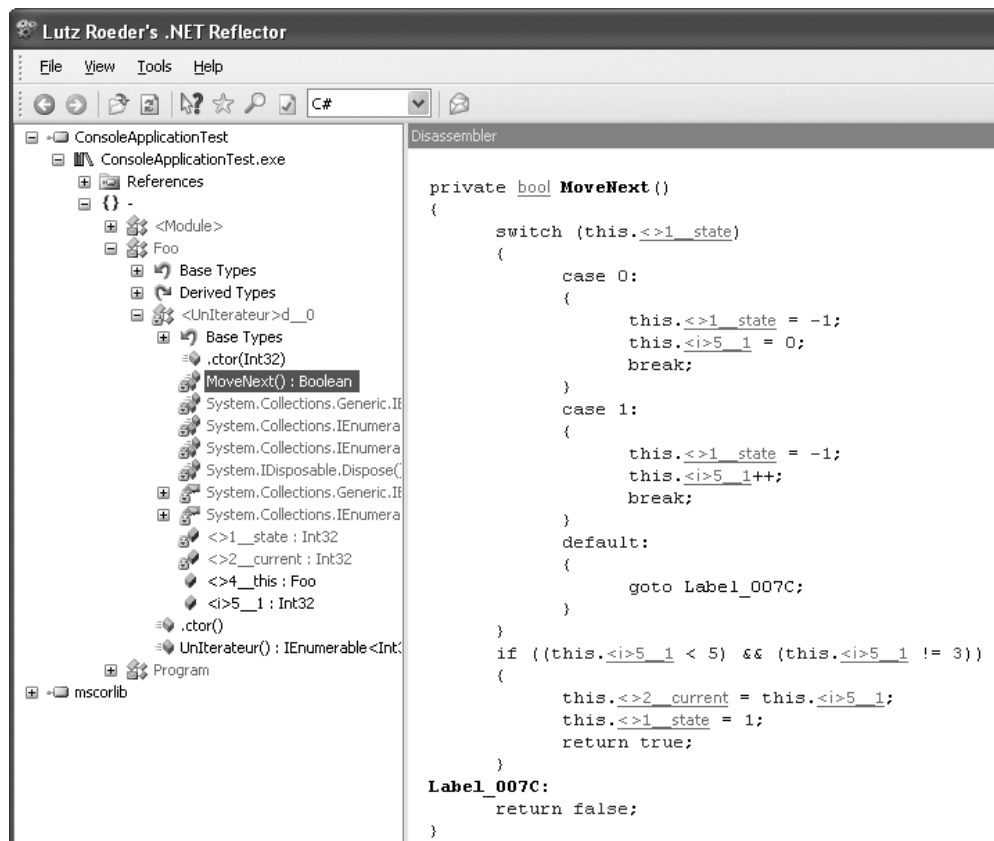 Lutz Roeder's .NET Reflector
File View Tools Help
C#
ConsoleApplicationTest
ConsoleApplicationTest.exe
References
{} -
<Module>
Foo
Base Types
Derived Types
<UnIterateur>d__0
Base Types
.ctor(Int32)
MoveNext() : Boolean
System.Collections.Generic.IE
System.Collections.IEnumera
System.Collections.IEnumera
System.IDisposable.Dispose(
System.Collections.Generic.IE
System.Collections.IEnumera
<>1__state : Int32
<>2__current : Int32
<>4__this : Foo
<i>5__1 : Int32
.ctor()
UnIterateur() : IEnumerable<Int
Program
mscorlib
Disassembler
private bool MoveNext()
{
switch (this.<>1__state)
{
case 0:
{
this.<>1__state = -1;
this.<i>5__1 = 0;
break;
}
case 1:
{
this.<>1__state = -1;
this.<i>5__1++;
break;
}
default:
{
goto Label_007C;
}
}
if ((this.<i>5__1 < 5) && (this.<i>5__1 != 3))
{
this.<>2__current = this.<i>5__1;
this.<>1__state = 1;
return true;
}
Label_007C:
return false;
}